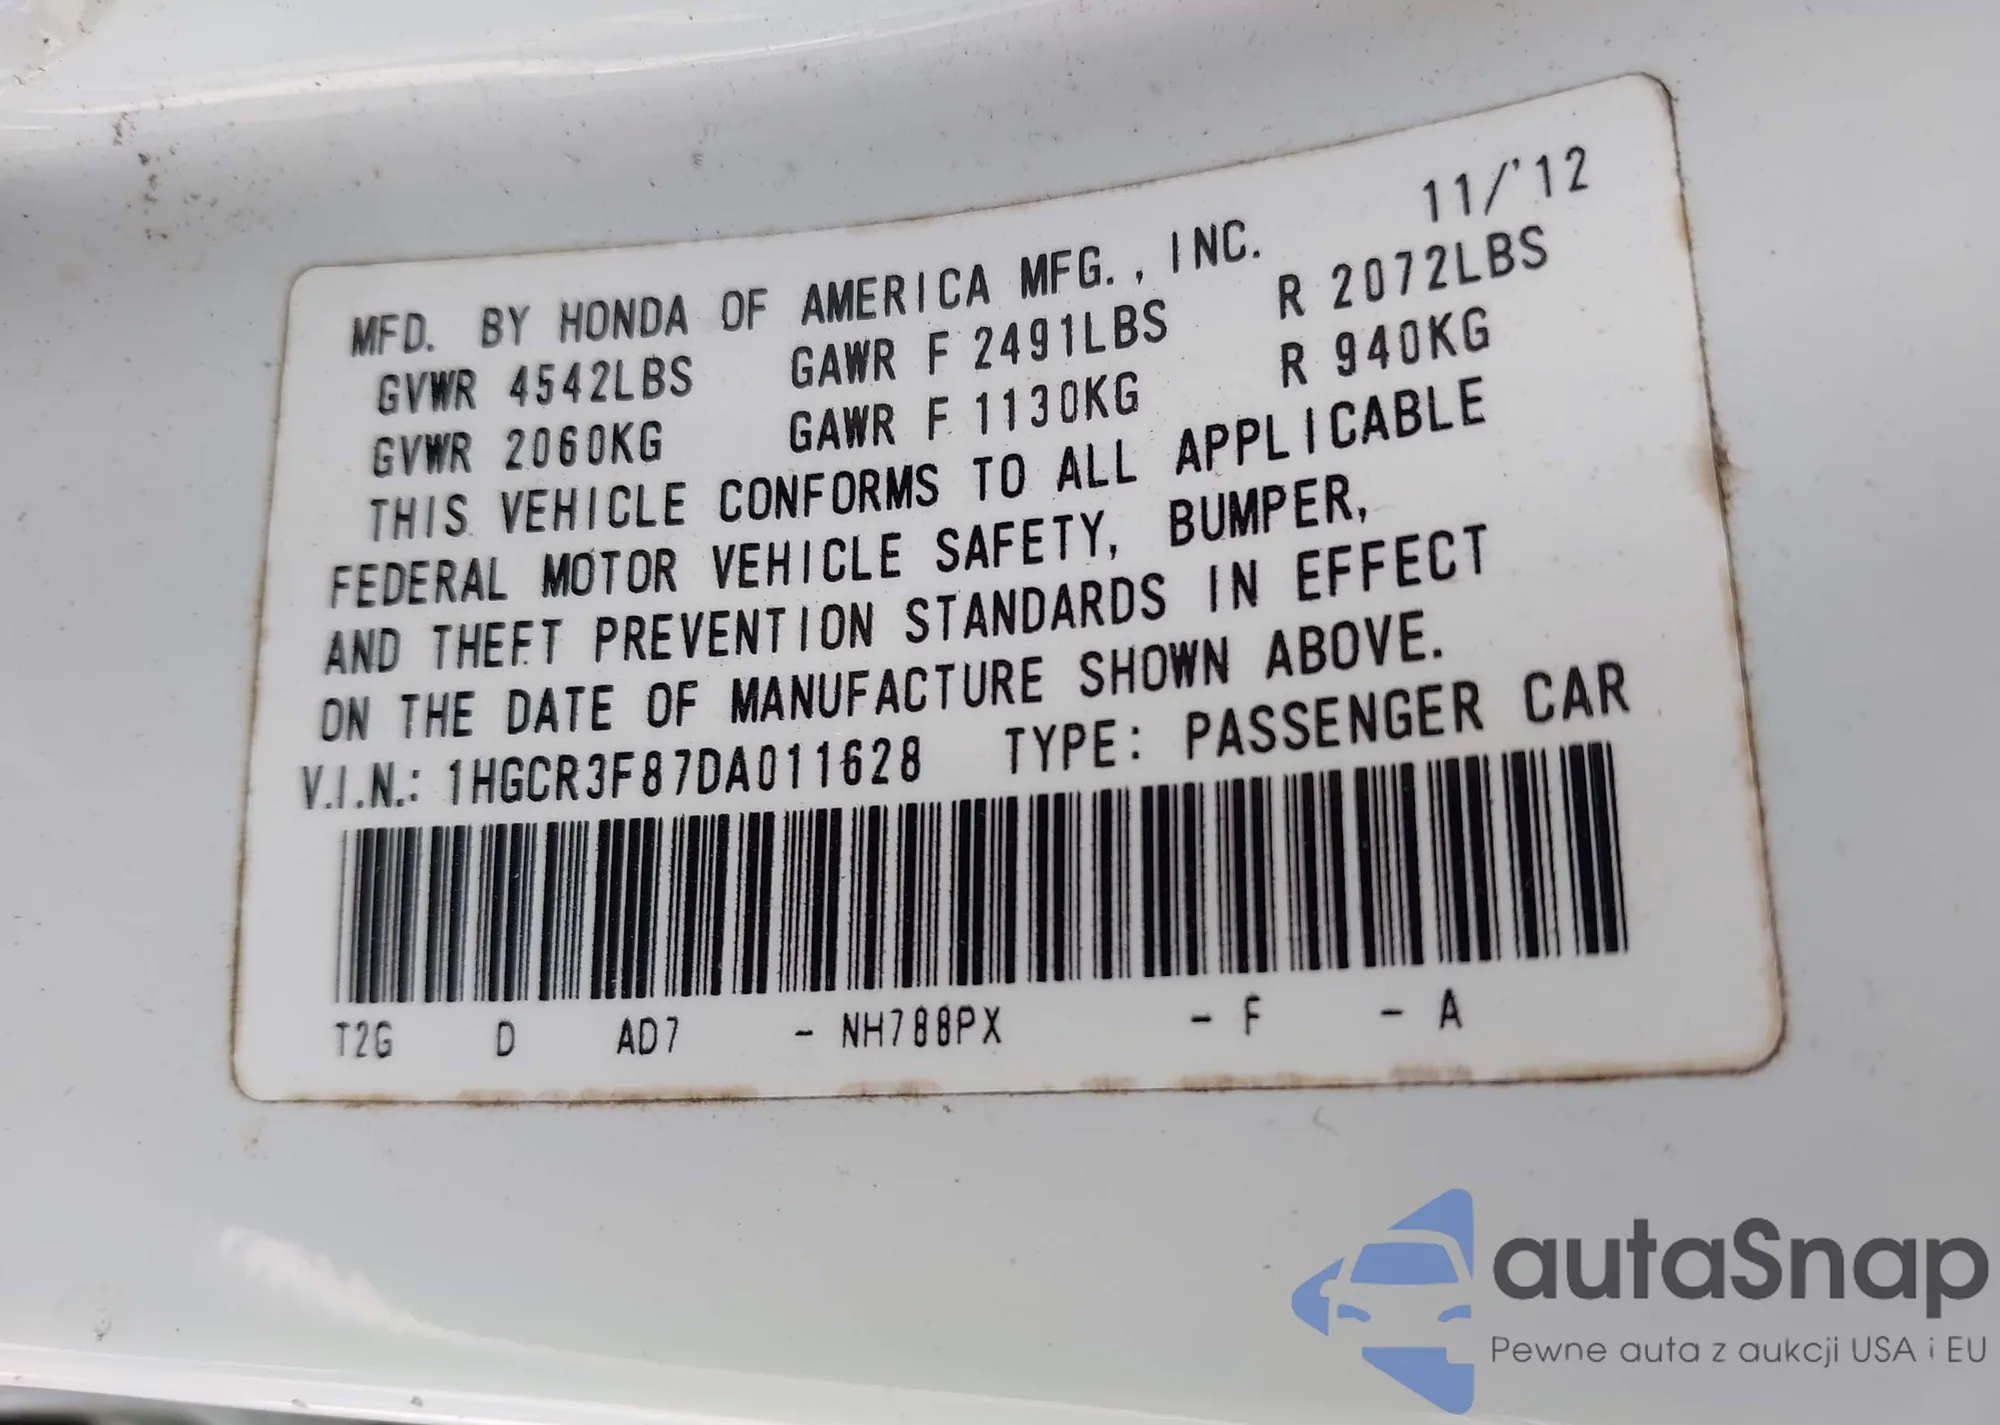 11/'12
MFD. BY HONDA OF AMERICA MFG., INC.
GVWR 4542LBS GAWR F 2491LBS R 2072LBS
GVWR 2060KG GAWR F 1130KG R 940KG
THIS VEHICLE CONFORMS TO ALL APPLICABLE
FEDERAL MOTOR VEHICLE SAFETY, BUMPER,
AND THEFT PREVENTION STANDARDS IN EFFECT
ON THE DATE OF MANUFACTURE SHOWN ABOVE.
V.I.N.: 1HGCR3F87DA011628 TYPE: PASSENGER CAR
T2G D AD7 - NH788PX - F - A
autaSnap
Pewne auta z aukcji USA i EU